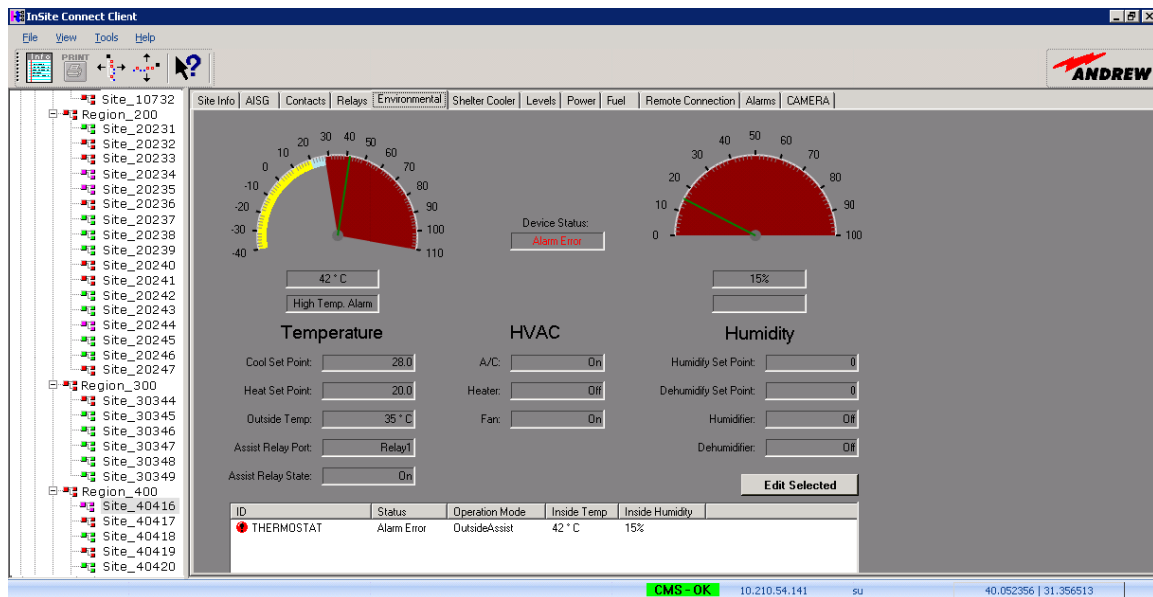 InSite Connect Client
File View Tools Help
Info PRINT
ANDREW
Site Info AISG Contacts Relays Environmental Shelter Cooler Levels Power Fuel Remote Connection Alarms CAMERA
Site_10732
Region_200
Site_20231
Site_20232
Site_20233
Site_20234
Site_20235
Site_20236
Site_20237
Site_20238
Site_20239
Site_20240
Site_20241
Site_20242
Site_20243
Site_20244
Site_20245
Site_20246
Site_20247
Region_300
Site_30344
Site_30345
Site_30346
Site_30347
Site_30348
Site_30349
Region_400
Site_40416
Site_40417
Site_40418
Site_40419
Site_40420
-40 -30 -20 -10 0 10 20 30 40 50 60 70 80 90 100 110
42 ° C
High Temp. Alarm
Device Status:
Alarm Error
0 10 20 30 40 50 60 70 80 90 100
15%
Temperature
Cool Set Point: 28.0
Heat Set Point: 20.0
Outside Temp: 35 ° C
Assist Relay Port: Relay1
Assist Relay State: On
HVAC
A/C: On
Heater: Off
Fan: On
Humidity
Humidify Set Point: 0
Dehumidify Set Point: 0
Humidifier: Off
Dehumidifier: Off
Edit Selected
ID Status Operation Mode Inside Temp Inside Humidity
THERMOSTAT Alarm Error OutsideAssist 42 ° C 15%
CMS - OK 10.210.54.141 su 40.052356 | 31.356513